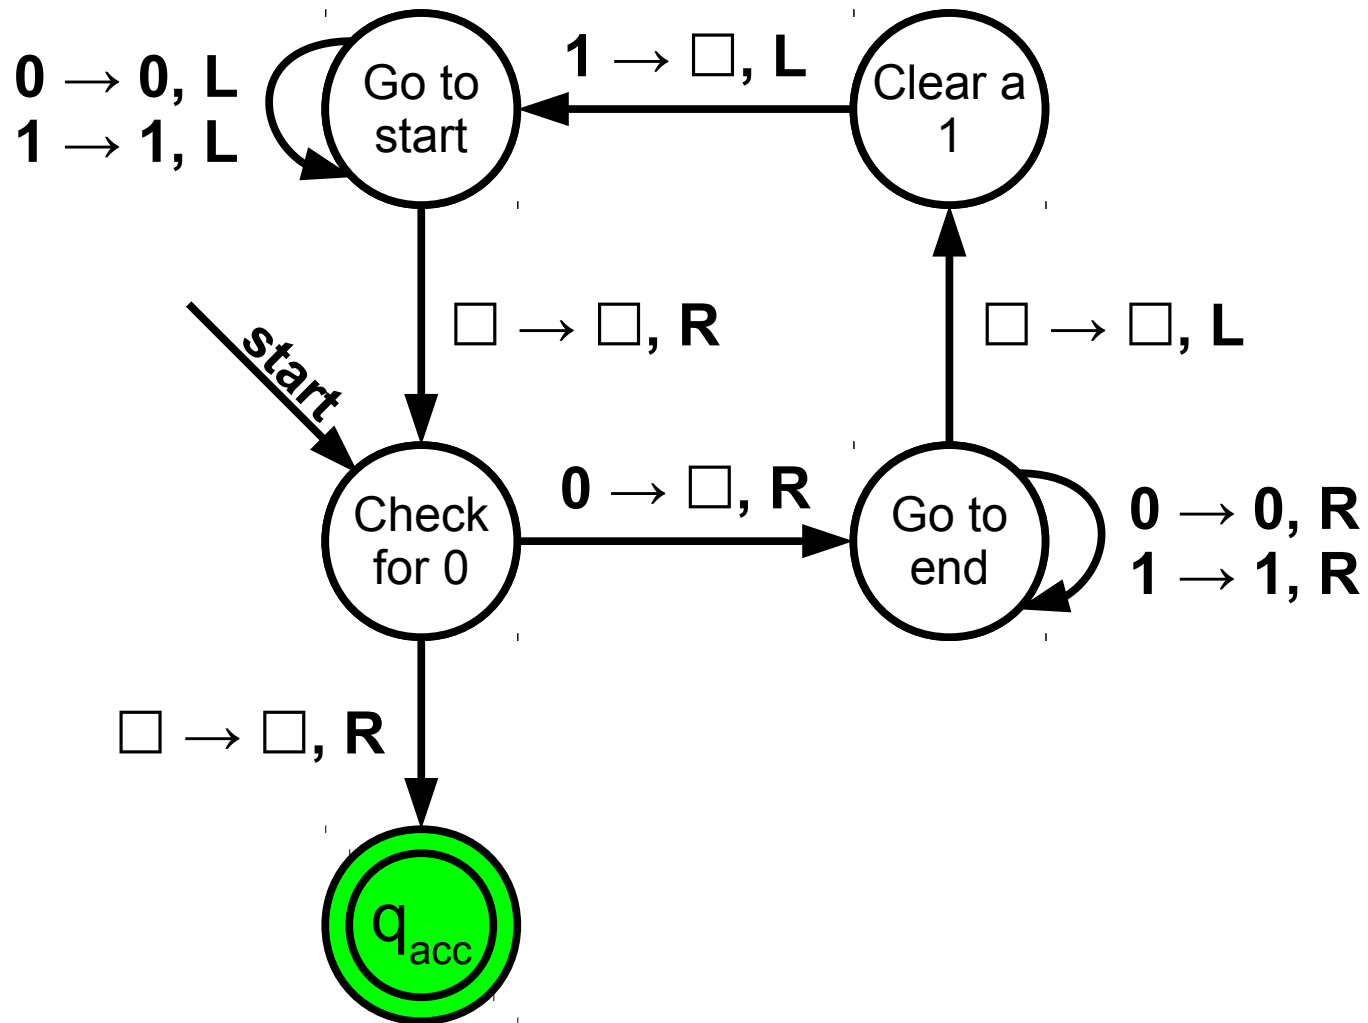 0 → 0, L
1 → 1, L
Go to
start
1 → □, L
Clear a
1
□ → □, R
□ → □, L
start
Check
for 0
0 → □, R
Go to
end
0 → 0, R
1 → 1, R
□ → □, R
qacc